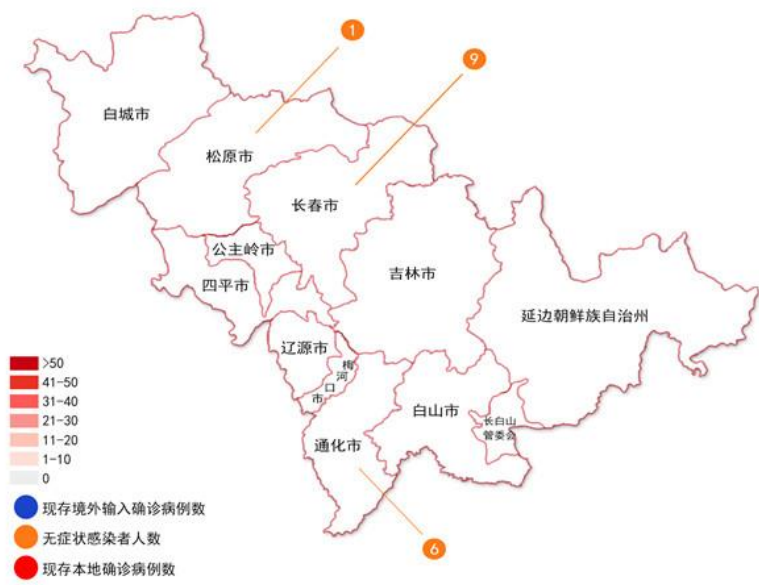 1
9
白城市
松原市
长春市
公主岭市
四平市
吉林市
延边朝鲜族自治州
辽源市
梅
河
口
市
白山市
长白山
管委会
通化市
6
>50
41-50
31-40
21-30
11-20
1-10
0
现存境外输入确诊病例数
无症状感染者人数
现存本地确诊病例数